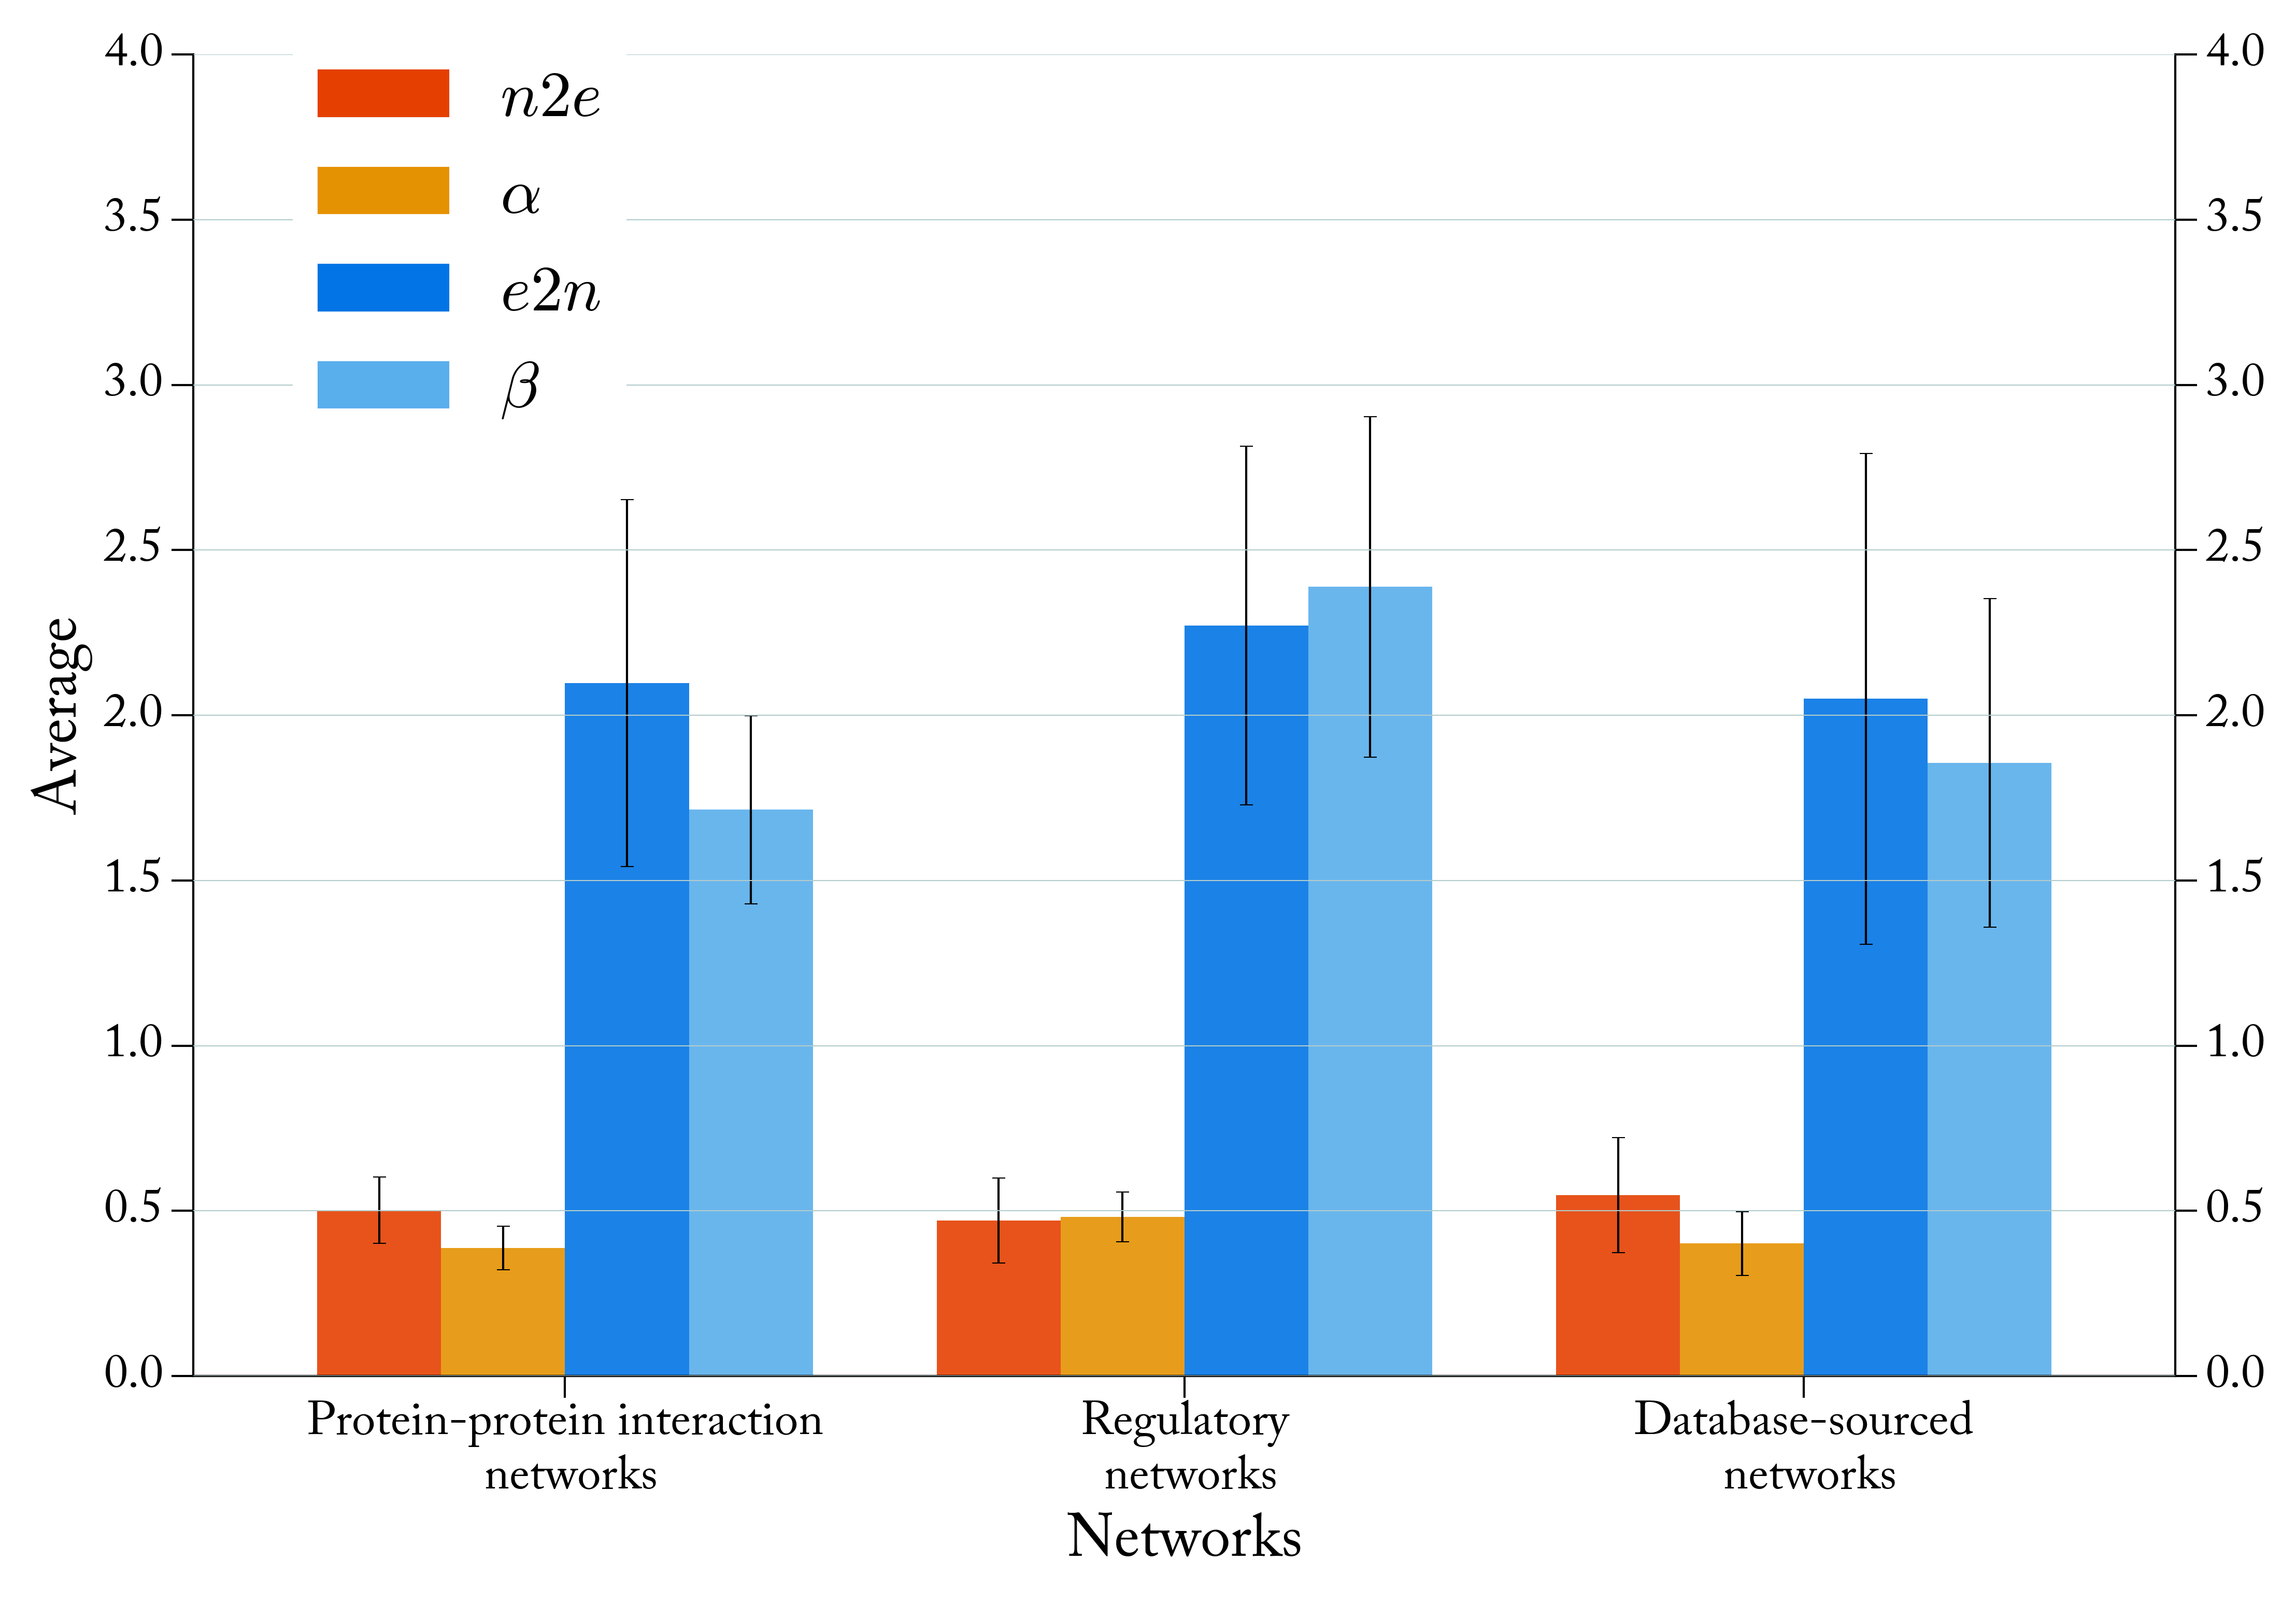 4.0
3.5
3.0
2.5
2.0
1.5
1.0
0.5
0.0
Average
n2e
α
e2n
β
4.0
3.5
3.0
2.5
2.0
1.5
1.0
0.5
0.0
Protein-protein interaction
networks
Regulatory
networks
Database-sourced
networks
Networks